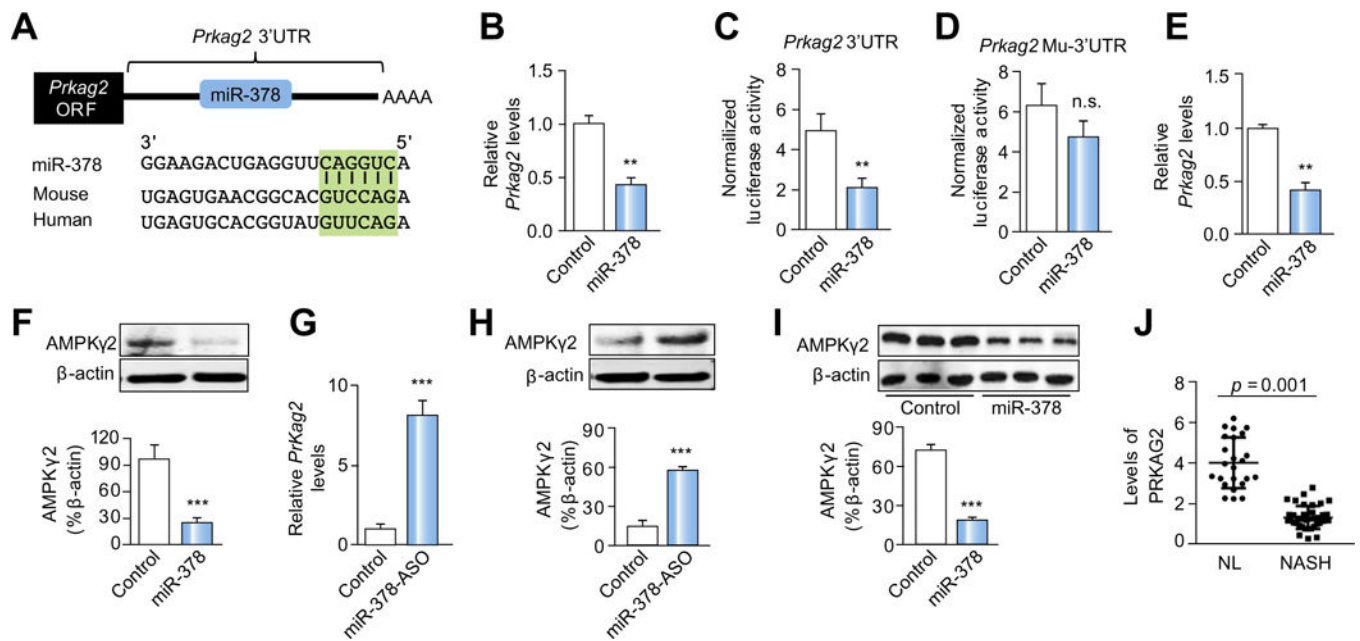 A
Prkag2 3'UTR
Prkag2
ORF
miR-378
AAAA
3' 5'
miR-378 GGAAGACUGAGGUUCAGGUCA
Mouse UGAGUGAACGGCACGUCCAGA
Human UGAGUGCACGGUAUGUUCAGA
B
Relative
Prkag2 levels
1.5
1.0
0.5
0.0
**
Control
miR-378
C
Prkag2 3'UTR
Normailized
luciferase activity
8
6
4
2
0
**
Control
miR-378
D
Prkag2 Mu-3'UTR
Normalized
luciferase activity
8
6
4
2
0
n.s.
Control
miR-378
E
Relative
Prkag2 levels
1.5
1.0
0.5
0.0
**
Control
miR-378
F
AMPKγ2
β-actin
AMPKγ2
(% β-actin)
120
90
60
30
0
***
Control
miR-378
G
Relative PrKag2
levels
10
5
0
***
Control
miR-378-ASO
H
AMPKγ2
β-actin
AMPKγ2
(% β-actin)
90
60
30
0
***
Control
miR-378-ASO
I
AMPKγ2
β-actin
Control miR-378
AMPKγ2
(% β-actin)
90
60
30
0
***
Control
miR-378
J
p = 0.001
Levels of
PRKAG2
8
6
4
2
0
NL NASH